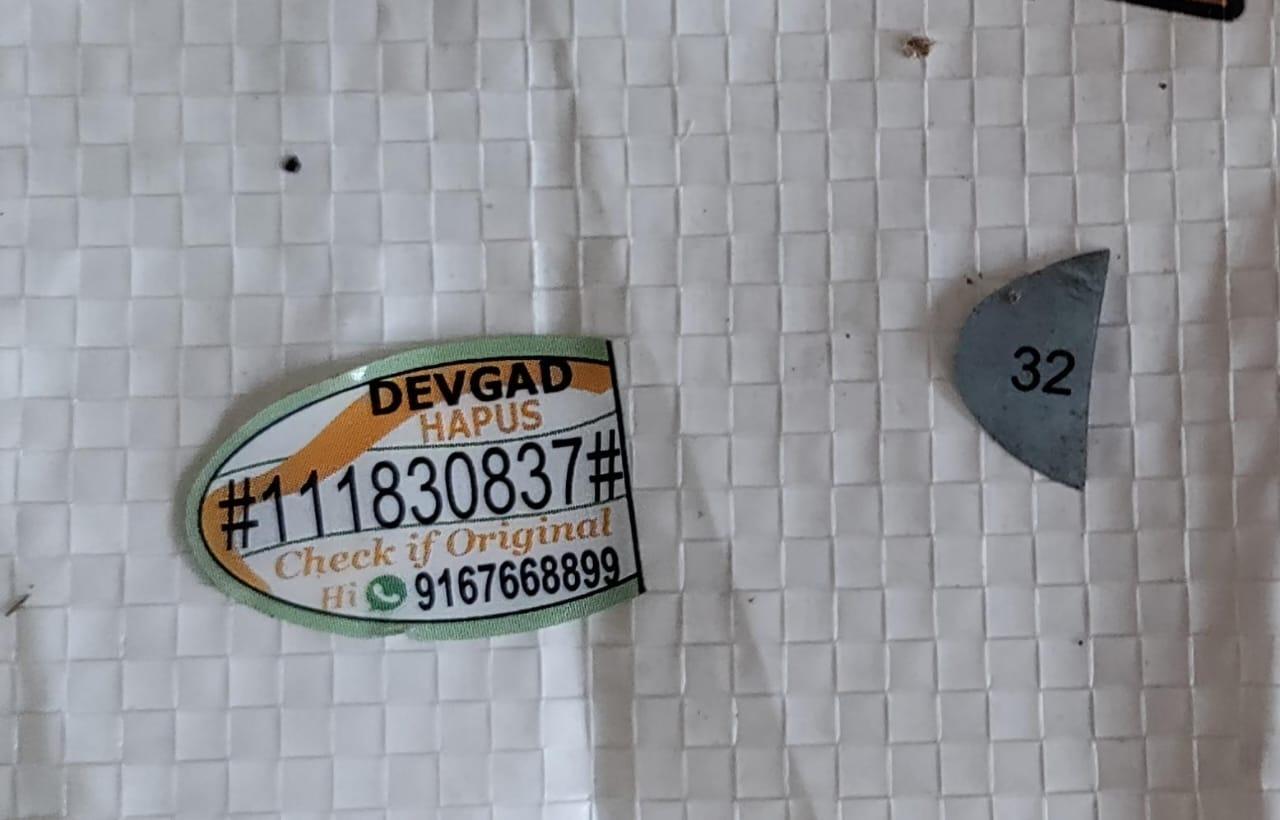 DEVGAD
HAPUS
#111830837#
Check if Original
Hi 9167668899
32